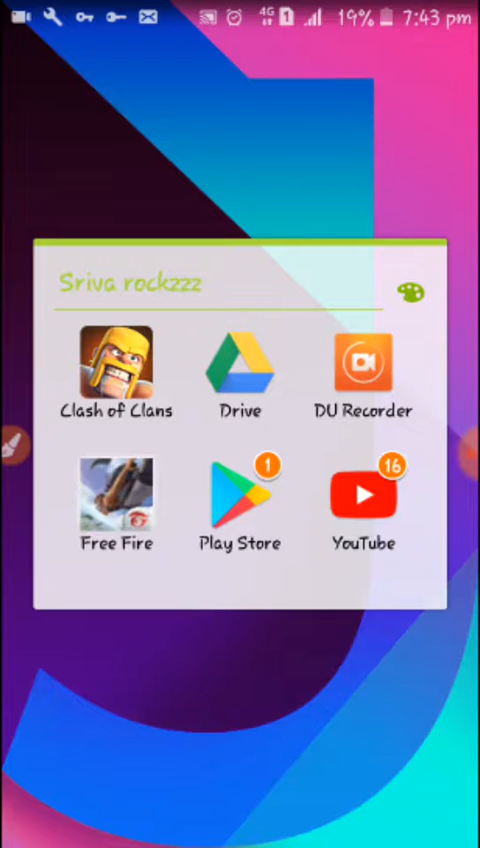 4G 1 19% 7:43 pm
Sriva rockzzz
Clash of Clans Drive DU Recorder
1 16
Free Fire Play Store YouTube